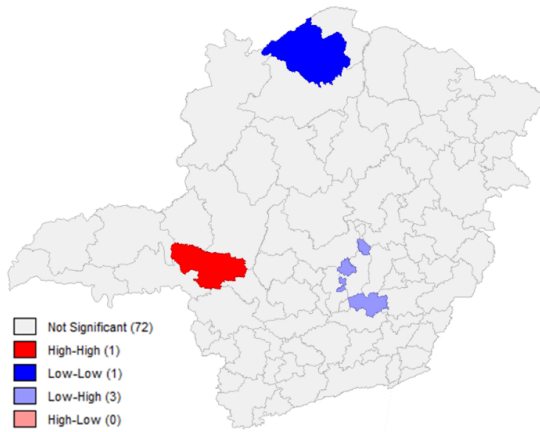 Not Significant (72)
High-High (1)
Low-Low (1)
Low-High (3)
High-Low (0)